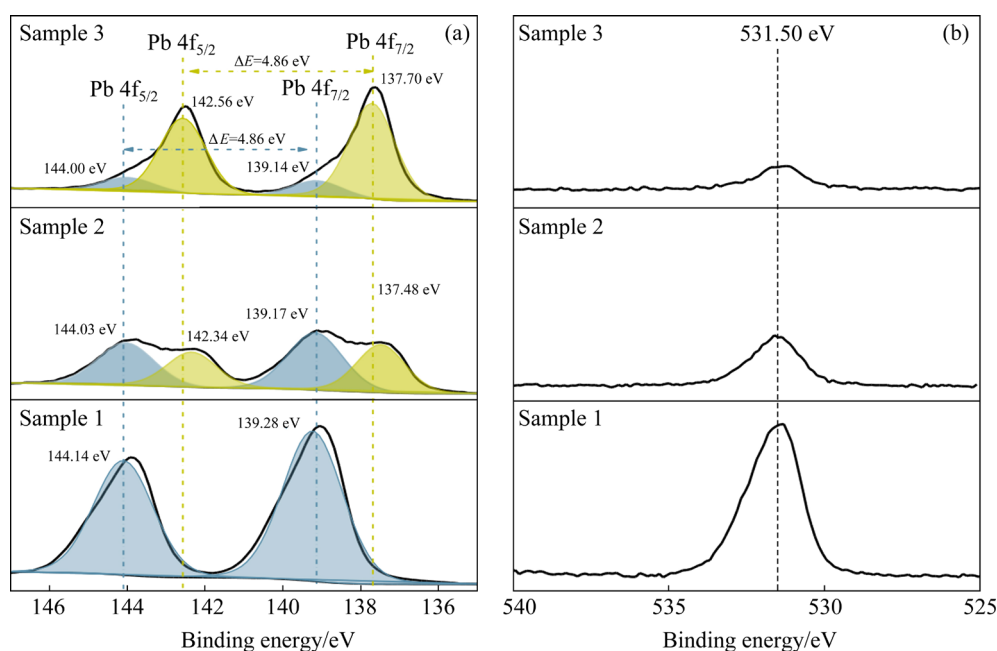 Sample 3
(a)
Pb 4f5/2
Pb 4f7/2
ΔE=4.86 eV
137.70 eV
Pb 4f5/2
142.56 eV
Pb 4f7/2
ΔE=4.86 eV
144.00 eV
139.14 eV
Sample 2
137.48 eV
144.03 eV
142.34 eV
139.17 eV
Sample 1
144.14 eV
139.28 eV
146 144 142 140 138 136
Binding energy/eV
Sample 3
531.50 eV
(b)
Sample 2
Sample 1
540 535 530 525
Binding energy/eV